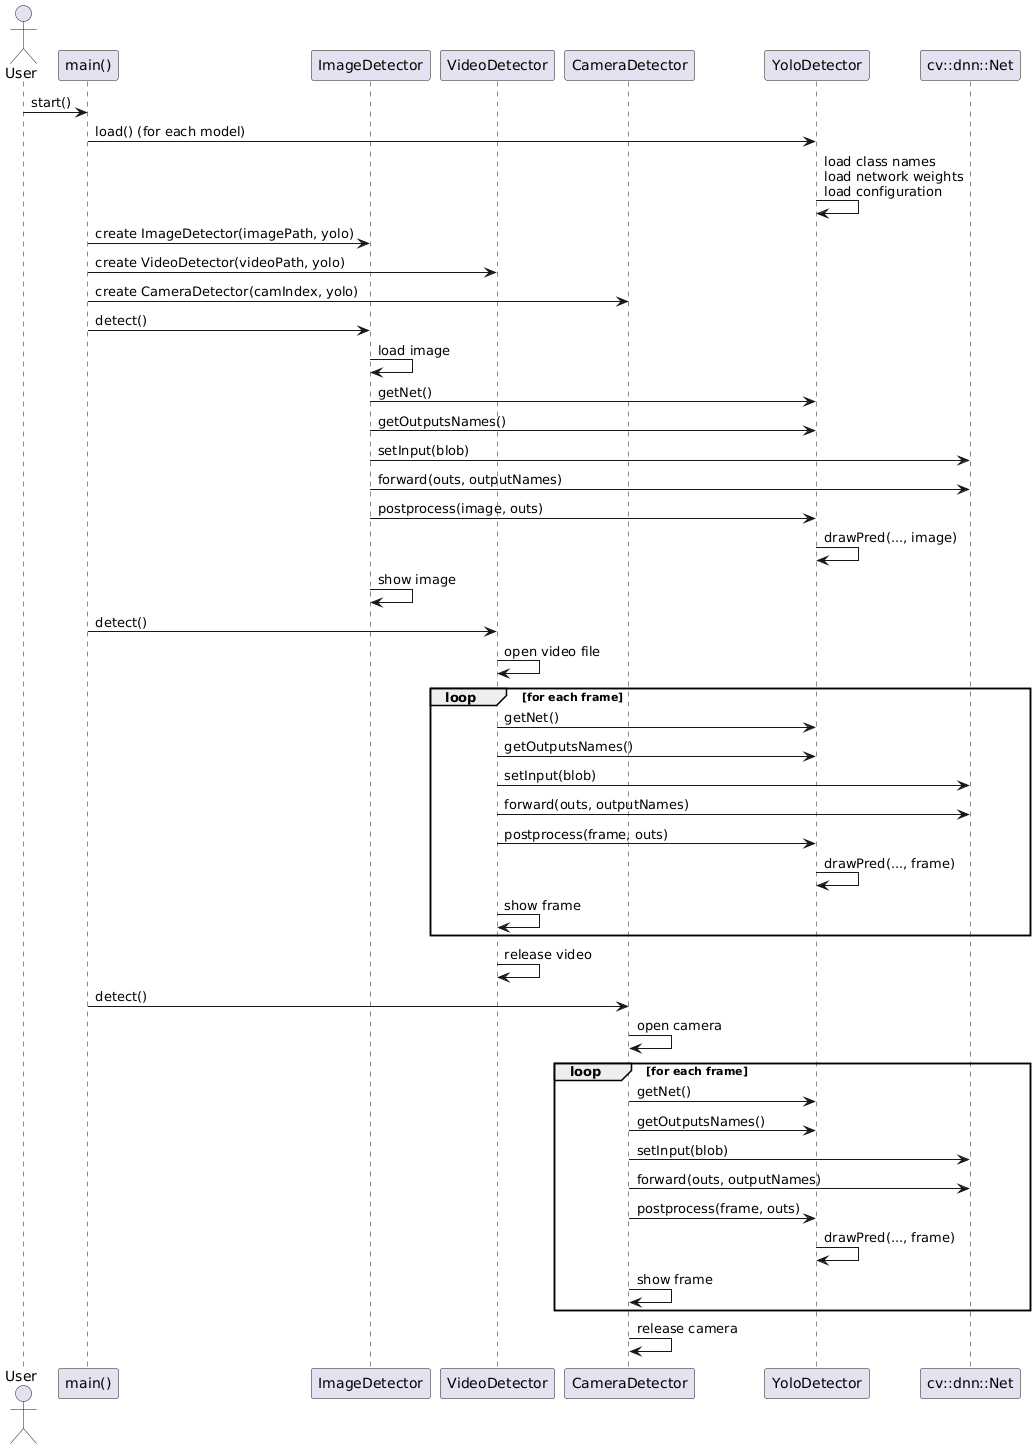 User
main()
ImageDetector
VideoDetector
CameraDetector
YoloDetector
cv::dnn::Net
start()
load() (for each model)
load class names
load network weights
load configuration
create ImageDetector(imagePath, yolo)
create VideoDetector(videoPath, yolo)
create CameraDetector(camIndex, yolo)
detect()
load image
getNet()
getOutputsNames()
setInput(blob)
forward(outs, outputNames)
postprocess(image, outs)
drawPred(..., image)
show image
detect()
open video file
loop [for each frame]
getNet()
getOutputsNames()
setInput(blob)
forward(outs, outputNames)
postprocess(frame, outs)
drawPred(..., frame)
show frame
release video
detect()
open camera
loop [for each frame]
getNet()
getOutputsNames()
setInput(blob)
forward(outs, outputNames)
postprocess(frame, outs)
drawPred(..., frame)
show frame
release camera
User
main()
ImageDetector
VideoDetector
CameraDetector
YoloDetector
cv::dnn::Net